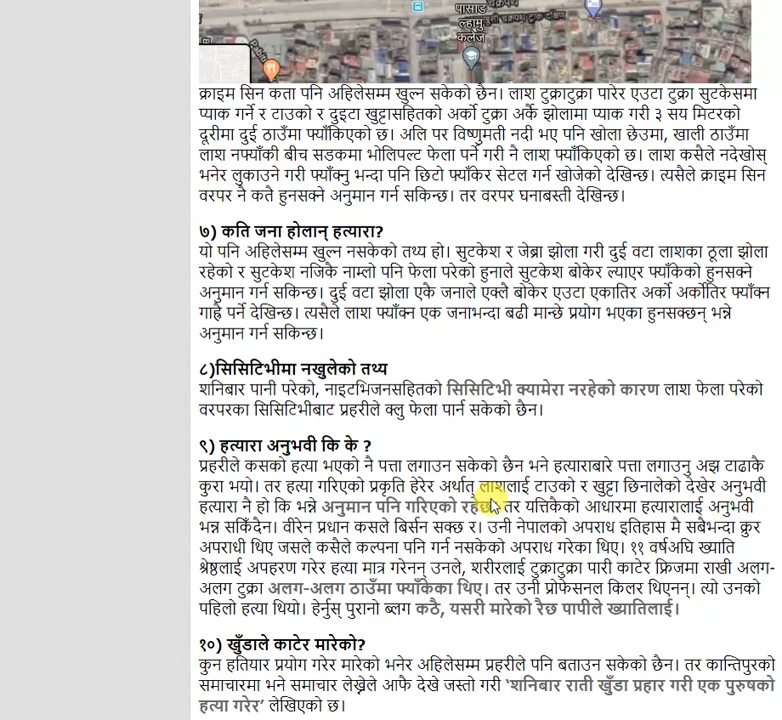 पासाङ
ल्हामु
कलेज
क्राइम सिन कता पनि अहिलेसम्म खुल्न सकेको छैन। लाश टुक्राटुक्रा पारेर एउटा टुक्रा सुटकेसमा
प्याक गर्ने र टाउको र दुइटा खुट्टासहितको अर्को टुक्रा अर्कै झोलामा प्याक गरी ३ सय मिटरको
दूरीमा दुई ठाउँमा फ्याँकिएको छ। अलि पर विष्णुमती नदी भए पनि खोला छेउमा, खाली ठाउँमा
लाश नफ्याँकी बीच सडकमा भोलिपल्ट फेला पर्ने गरी नै लाश फ्याँकिएको छ। लाश कसैले नदेखोस्
भनेर लुकाउने गरी फ्याँक्नु भन्दा पनि छिटो फ्याँकेर सेटल गर्न खोजेको देखिन्छ। त्यसैले क्राइम सिन
वरपर नै कतै हुनसक्ने अनुमान गर्न सकिन्छ। तर वरपर घनाबस्ती देखिन्छ।
७) कति जना होलान् हत्यारा?
यो पनि अहिलेसम्म खुल्न नसकेको तथ्य हो। सुटकेश र जेब्रा झोला गरी दुई वटा लाशका ठूला झोला
रहेको र सुटकेश नजिकै नाम्लो पनि फेला परेको हुनाले सुटकेश बोकेर ल्याएर फ्याँकेको हुनसक्ने
अनुमान गर्न सकिन्छ। दुई वटा झोला एकै जनाले एक्लै बोकेर एउटा एकातिर अर्को अर्कोतिर फ्याँक्न
गाह्रै पर्ने देखिन्छ। त्यसैले लाश फ्याँक्न एक जनाभन्दा बढी मान्छे प्रयोग भएका हुनसक्छन् भन्ने
अनुमान गर्न सकिन्छ।
८)सिसिटिभीमा नखुलेको तथ्य
शनिबार पानी परेको, नाइटभिजनसहितको सिसिटिभी क्यामेरा नरहेको कारण लाश फेला परेको
वरपरका सिसिटिभीबाट प्रहरीले क्लु फेला पार्न सकेको छैन।
९) हत्यारा अनुभवी कि के ?
प्रहरीले कसको हत्या भएको नै पत्ता लगाउन सकेको छैन भने हत्याराबारे पत्ता लगाउनु अझ टाढाकै
कुरा भयो। तर हत्या गरिएको प्रकृति हेरेर अर्थात् लाशलाई टाउको र खुट्टा छिनालेको देखेर अनुभवी
हत्यारा नै हो कि भन्ने अनुमान पनि गरिएको रहेछ। तर यत्तिकैको आधारमा हत्यारालाई अनुभवी
भन्न सकिँदैन। वीरेन प्रधान कसले बिर्सन सक्छ र। उनी नेपालको अपराध इतिहास मै सबैभन्दा क्रुर
अपराधी थिए जसले कसैले कल्पना पनि गर्न नसकेको अपराध गरेका थिए। ११ वर्षअघि ख्याति
श्रेष्ठलाई अपहरण गरेर हत्या मात्र गरेनन् उनले, शरीरलाई टुक्राटुक्रा पारी काटेर फ्रिजमा राखी अलग-
अलग टुक्रा अलग-अलग ठाउँमा फ्याँकेका थिए। तर उनी प्रोफेसनल किलर थिएनन्। त्यो उनको
पहिलो हत्या थियो। हेर्नुस् पुरानो ब्लग कठै, यसरी मारेको रैछ पापीले ख्यातिलाई।
१०) खुँडाले काटेर मारेको?
कुन हतियार प्रयोग गरेर मारेको भनेर अहिलेसम्म प्रहरीले पनि बताउन सकेको छैन। तर कान्तिपुरको
समाचारमा भने समाचार लेख्नेले आफै देखे जस्तो गरी 'शनिबार राती खुँडा प्रहार गरी एक पुरुषको
हत्या गरेर' लेखिएको छ।